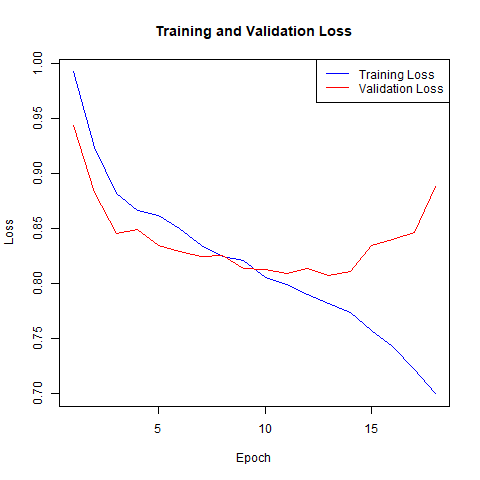 Training and Validation Loss
Training Loss
Validation Loss
1.00
0.95
0.90
0.85
0.80
0.75
0.70
Loss
5
10
15
Epoch